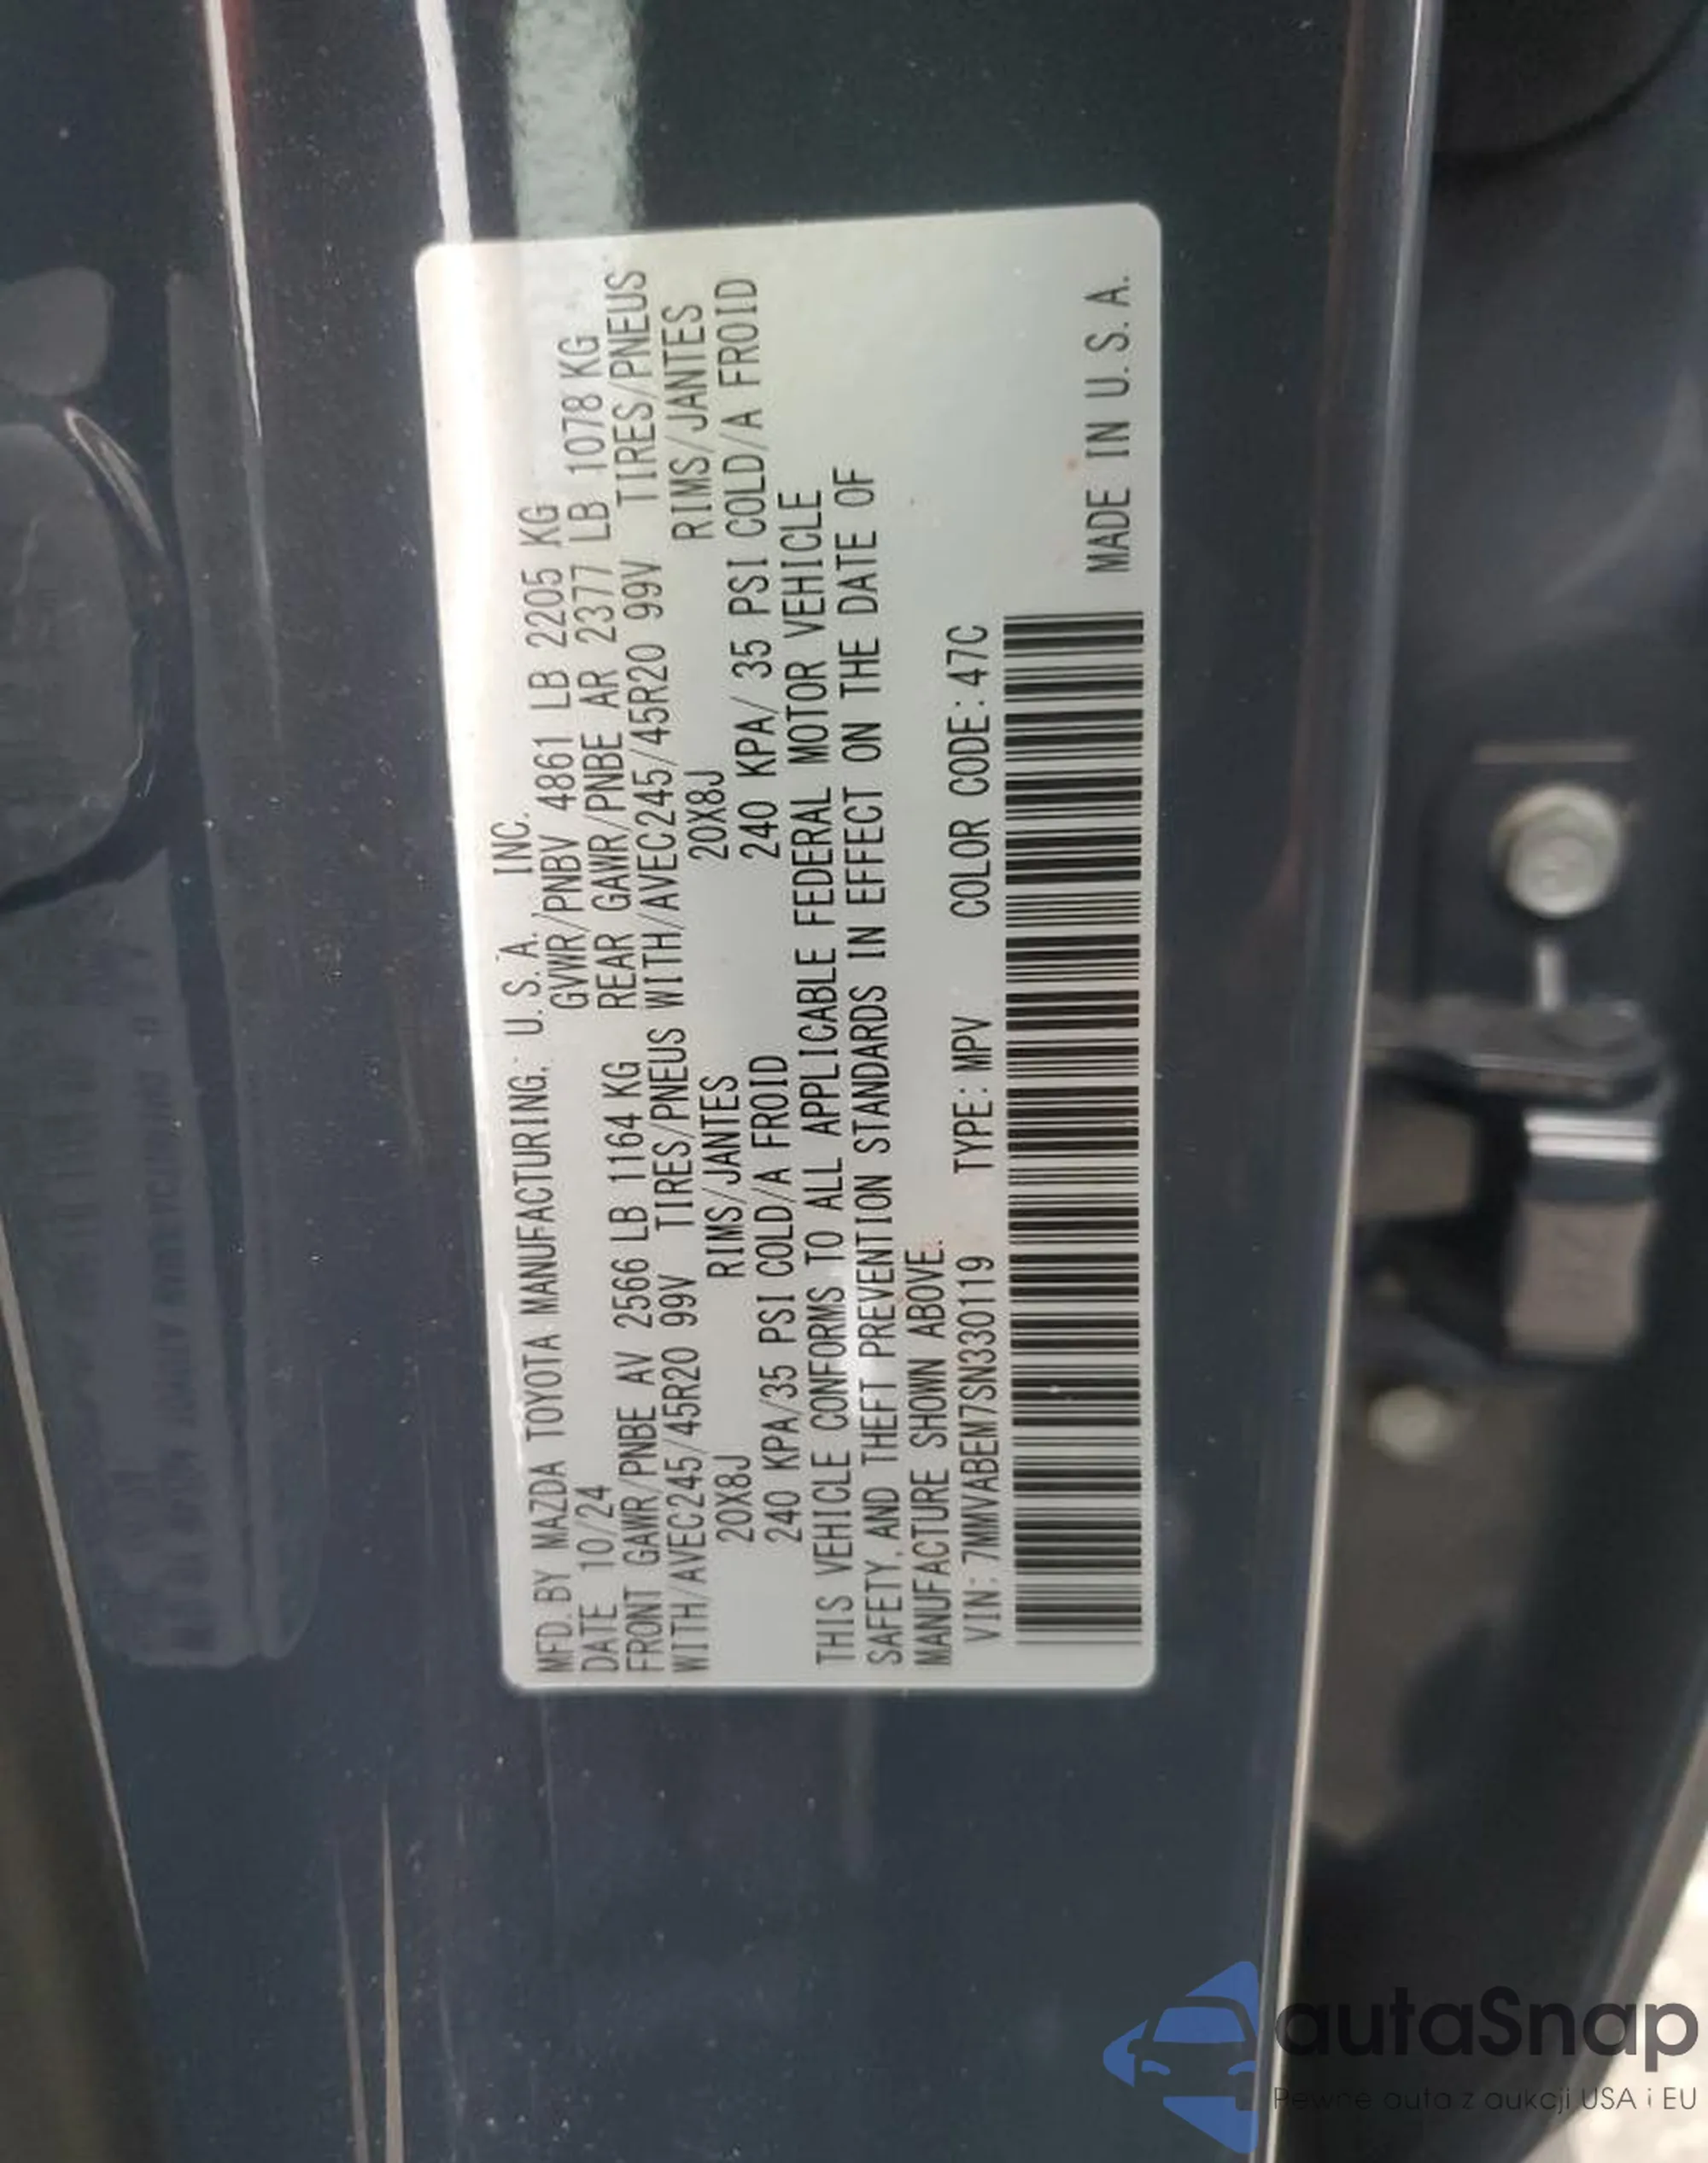 MFD. BY MAZDA TOYOTA MANUFACTURING, U.S.A. INC.
DATE 10/24 GVWR/PNBV 4861 LB 2205 KG
FRONT GAWR/PNBE AV 2566 LB 1164 KG REAR GAWR/PNBE AR 2377 LB 1078 KG
WITH/AVEC245/45R20 99V TIRES/PNEUS WITH/AVEC245/45R20 99V TIRES/PNEUS
20X8J RIMS/JANTES 20X8J RIMS/JANTES
240 KPA/35 PSI COLD/A FROID 240 KPA/ 35 PSI COLD/A FROID
THIS VEHICLE CONFORMS TO ALL APPLICABLE FEDERAL MOTOR VEHICLE
SAFETY, AND THEFT PREVENTION STANDARDS IN EFFECT ON THE DATE OF
MANUFACTURE SHOWN ABOVE.
VIN: 7MMVABEM7SN330119 TYPE: MPV COLOR CODE: 47C
MADE IN U.S.A.
autaSnap
Pewne auta z aukcji USA i EU